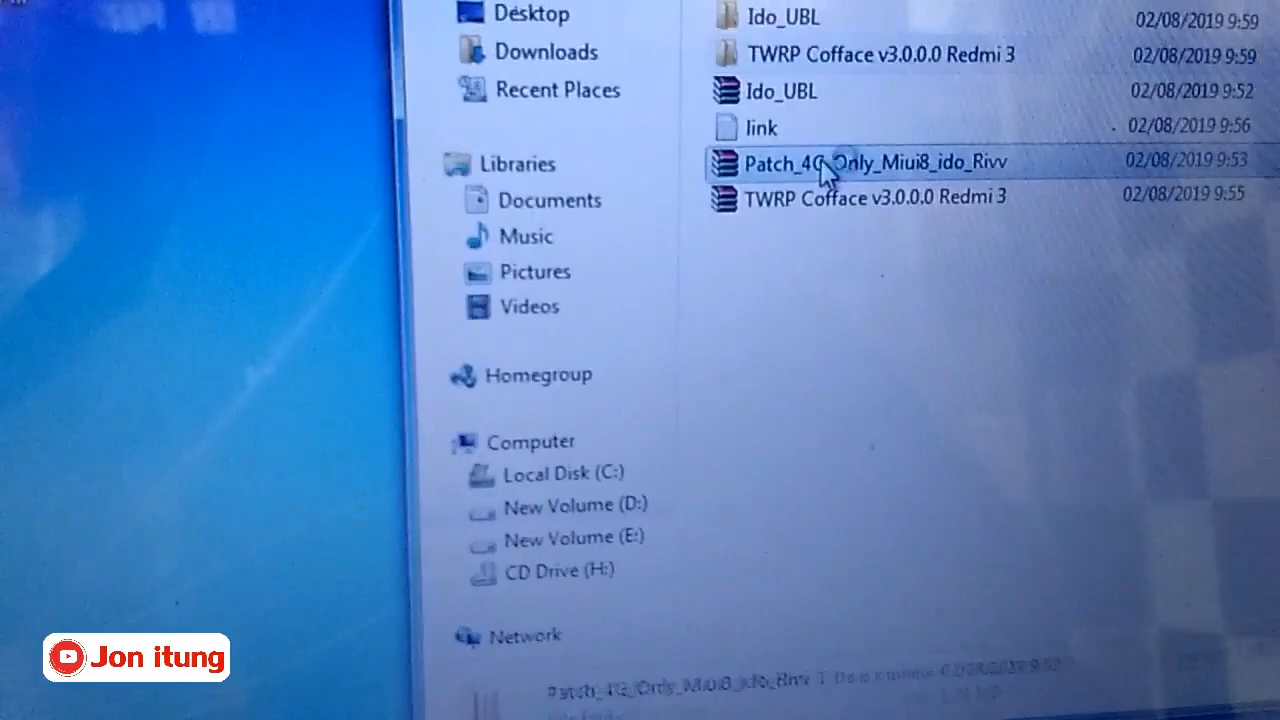 Desktop
Downloads
Recent Places
Libraries
Documents
Music
Pictures
Videos
Homegroup
Computer
Local Disk (C:)
New Volume (D:)
New Volume (E:)
CD Drive (H:)
Network
Ido_UBL 02/08/2019 9:59
TWRP Cofface v3.0.0.0 Redmi 3 02/08/2019 9:59
Ido_UBL 02/08/2019 9:52
link 02/08/2019 9:56
Patch_4G_Only_Miui8_ido_Rivv 02/08/2019 9:53
TWRP Cofface v3.0.0.0 Redmi 3 02/08/2019 9:55
Patch_4G_Only_Miui8_ido_Rivv
Jon itung